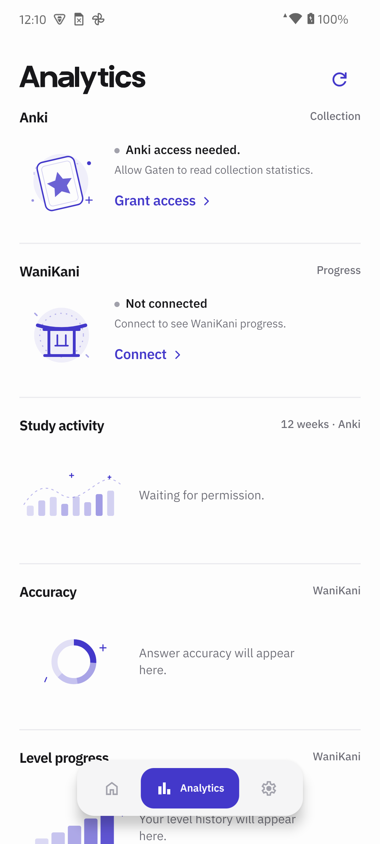 12:10
100%
Analytics
Anki
Collection
Anki access needed.
Allow Gaten to read collection statistics.
Grant access
WaniKani
Progress
Not connected
Connect to see WaniKani progress.
Connect
Study activity
12 weeks · Anki
Waiting for permission.
Accuracy
WaniKani
Answer accuracy will appear
here.
Level progress
WaniKani
Analytics
Your level history will appear
here.